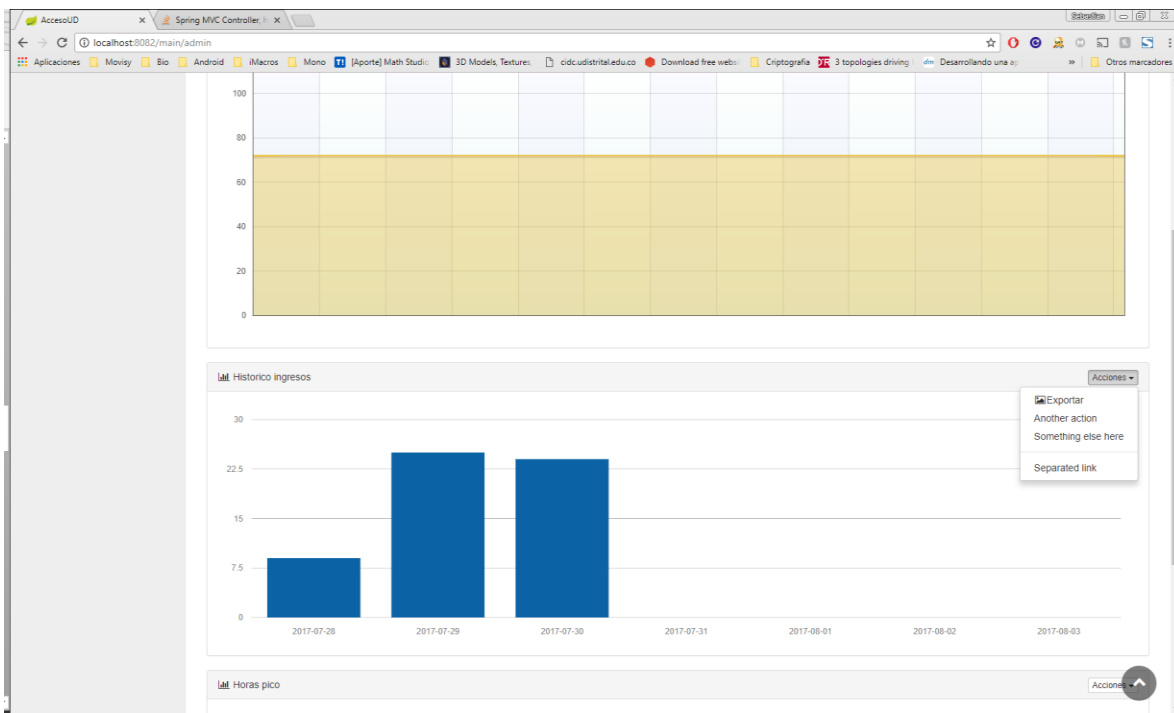 AccesoUD
Spring MVC Controller, h
Sebastian
localhost:8082/main/admin
Aplicaciones Movisy Bio Android iMacros Mono [Aporte] Math Studio 3D Models, Textures, cidc.udistrital.edu.co Download free websi Criptografia 3 topologies driving Desarrollando una ap » Otros marcadores
100
80
60
40
20
0
Historico ingresos Acciones
Exportar
Another action
Something else here
Separated link
30
22.5
15
7.5
0
2017-07-28 2017-07-29 2017-07-30 2017-07-31 2017-08-01 2017-08-02 2017-08-03
Horas pico Acciones